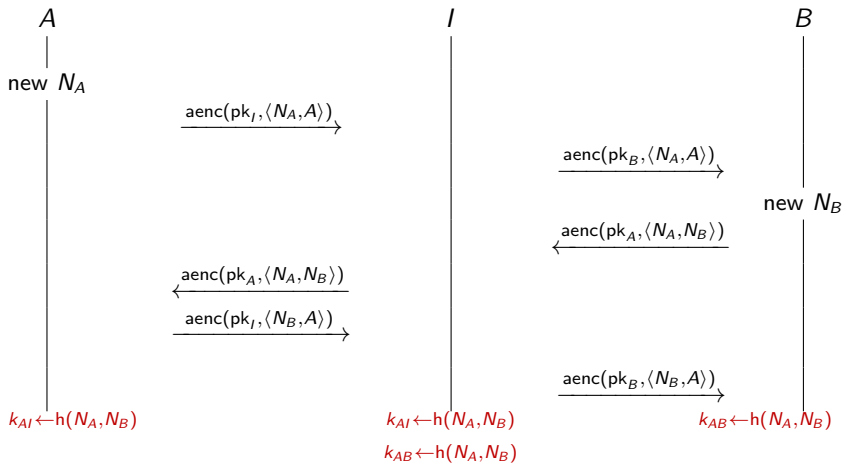 A I B
new N_A
aenc(pk_I,⟨N_A,A⟩)
aenc(pk_B,⟨N_A,A⟩)
new N_B
aenc(pk_A,⟨N_A,N_B⟩)
aenc(pk_A,⟨N_A,N_B⟩)
aenc(pk_I,⟨N_B,A⟩)
aenc(pk_B,⟨N_B,A⟩)
k_AI←h(N_A,N_B) k_AI←h(N_A,N_B) k_AB←h(N_A,N_B)
k_AB←h(N_A,N_B)